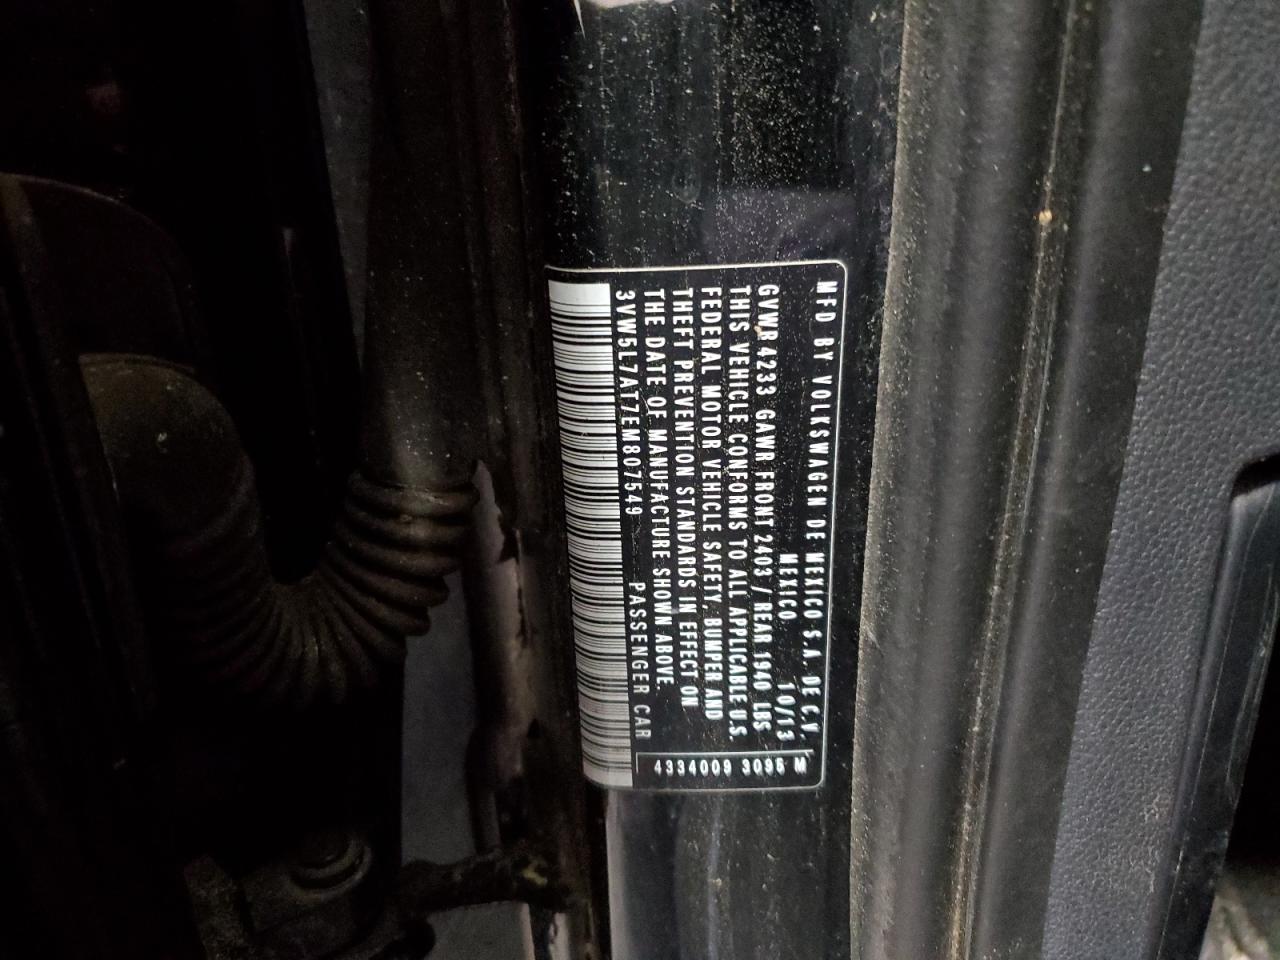 MFD BY VOLKSWAGEN DE MEXICO S.A. DE C.V.
MEXICO 10/13
GVWR 4233 GAWR FRONT 2403 / REAR 1940 LBS
THIS VEHICLE CONFORMS TO ALL APPLICABLE U.S.
FEDERAL MOTOR VEHICLE SAFETY, BUMPER AND
THEFT PREVENTION STANDARDS IN EFFECT ON
THE DATE OF MANUFACTURE SHOWN ABOVE.
3VW5L7AT7EM807549 PASSENGER CAR
4334009 3098 M